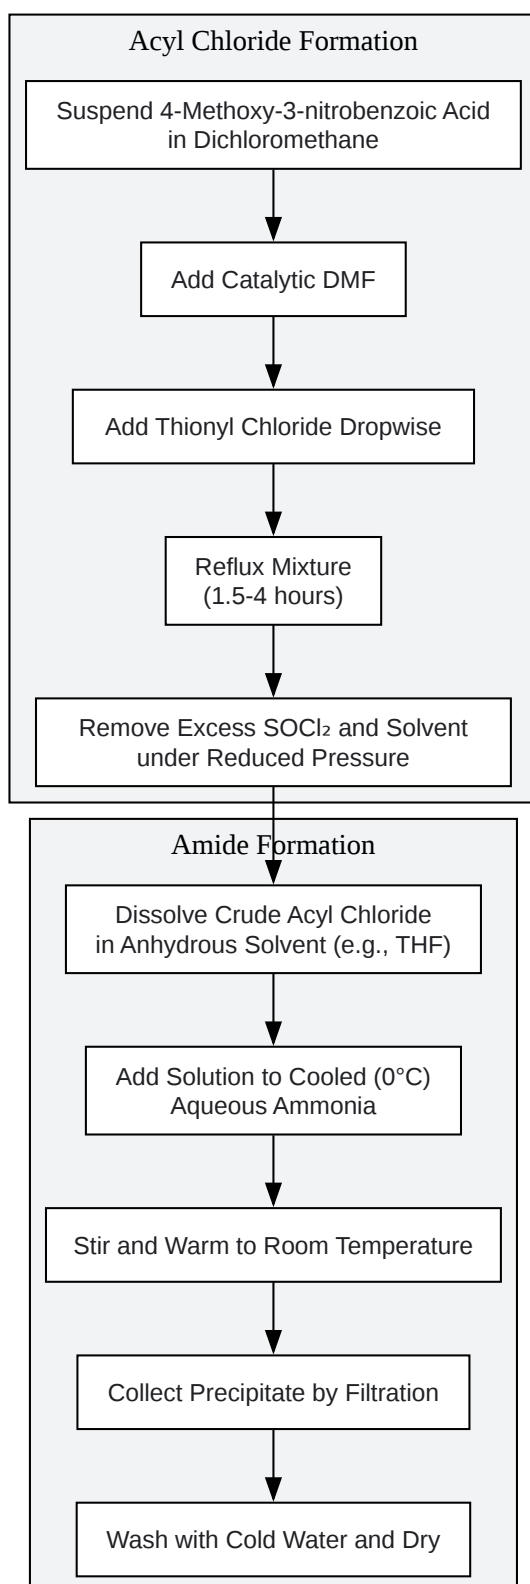 Acyl Chloride Formation
Suspend 4-Methoxy-3-nitrobenzoic Acid
in Dichloromethane
Add Catalytic DMF
Add Thionyl Chloride Dropwise
Reflux Mixture
(1.5-4 hours)
Remove Excess SOCl₂ and Solvent
under Reduced Pressure
Amide Formation
Dissolve Crude Acyl Chloride
in Anhydrous Solvent (e.g., THF)
Add Solution to Cooled (0°C)
Aqueous Ammonia
Stir and Warm to Room Temperature
Collect Precipitate by Filtration
Wash with Cold Water and Dry